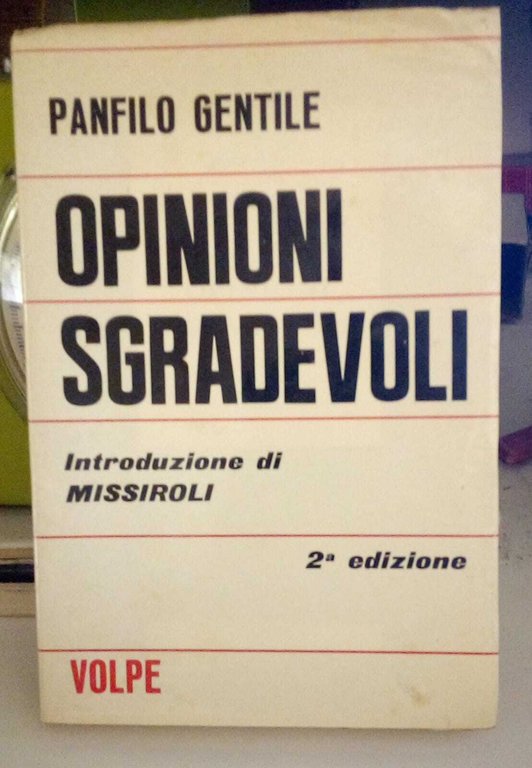 PANFILO GENTILE
OPINIONI
SGRADEVOLI
Introduzione di
MISSIROLI
2ª edizione
VOLPE